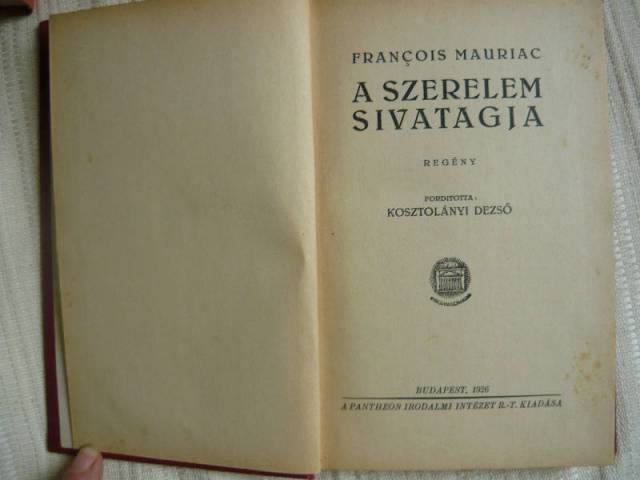 FRANÇOIS MAURIAC
A SZERELEM
SIVATAGJA
REGÉNY
FORDITOTTA:
KOSZTOLÁNYI DEZSŐ
BUDAPEST, 1926
A PANTHEON IRODALMI INTÉZET R.-T. KIADÁSA